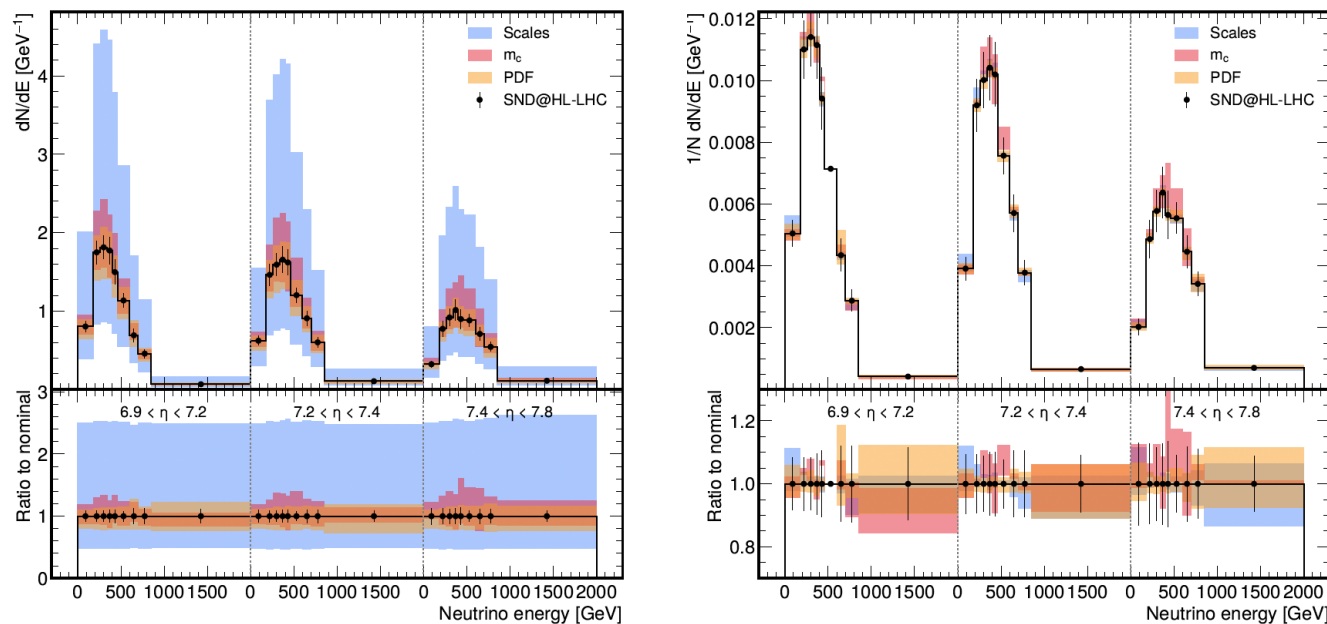 dN/dE [GeV⁻¹]
4
3
2
1
Scales
m_c
PDF
SND@HL-LHC
Ratio to nominal
3
2
1
0
6.9 < η < 7.2
7.2 < η < 7.4
7.4 < η < 7.8
0 500 1000 1500 0 500 1000 1500 0 500 1000 1500 2000
Neutrino energy [GeV]
1/N dN/dE [GeV⁻¹]
0.012
0.010
0.008
0.006
0.004
0.002
Scales
m_c
PDF
SND@HL-LHC
Ratio to nominal
1.2
1.0
0.8
6.9 < η < 7.2
7.2 < η < 7.4
7.4 < η < 7.8
0 500 1000 1500 0 500 1000 1500 0 500 1000 1500 2000
Neutrino energy [GeV]